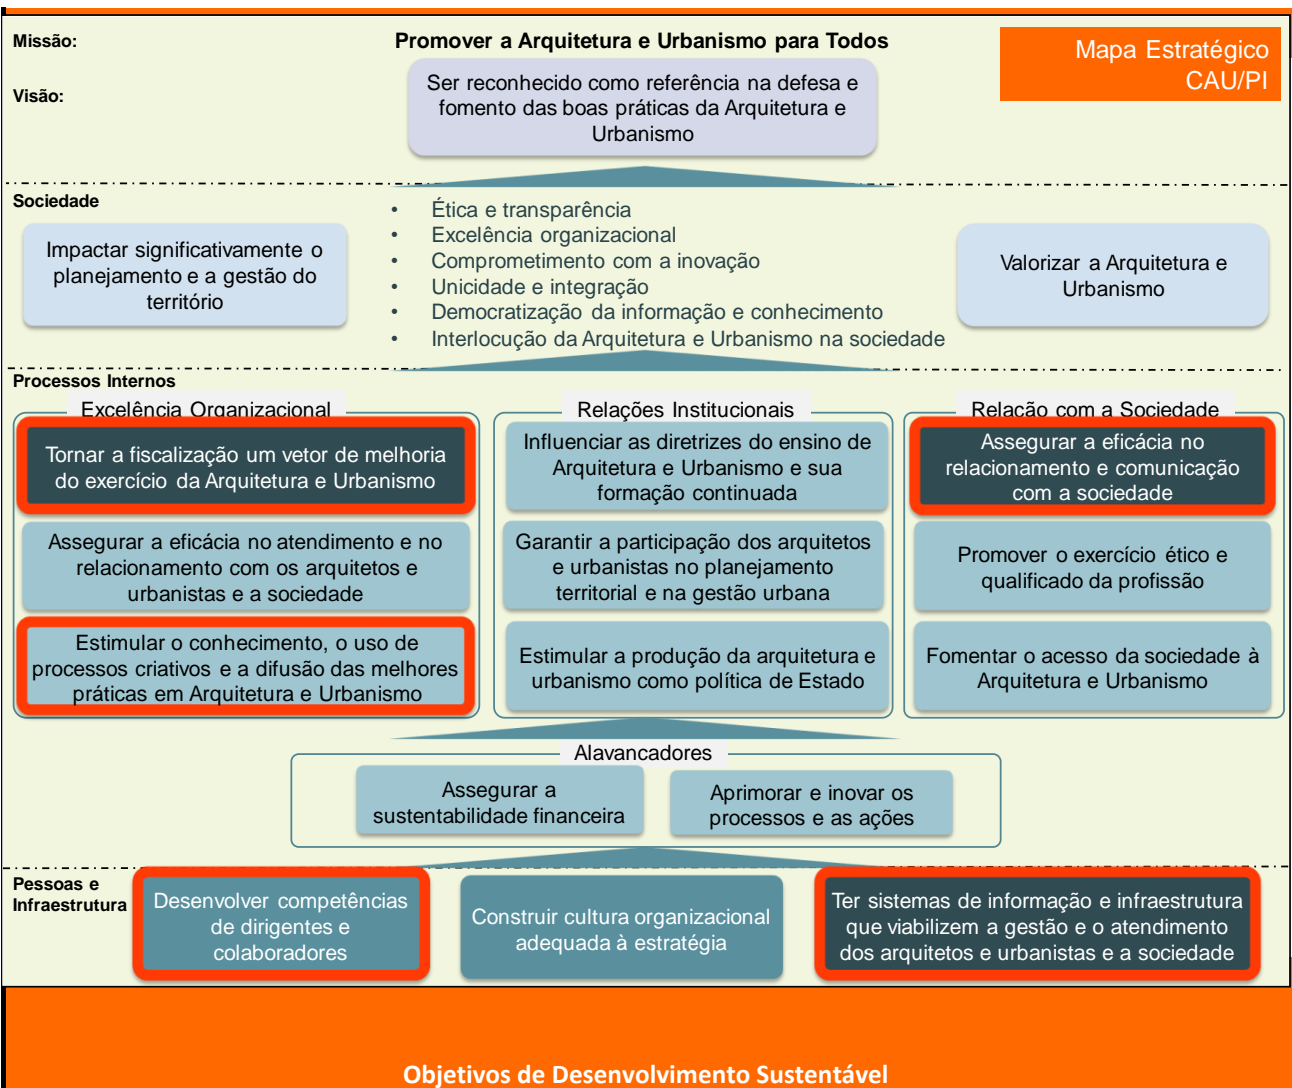 Missão:
Promover a Arquitetura e Urbanismo para Todos
Mapa Estratégico
CAU/PI
Visão:
Ser reconhecido como referência na defesa e
fomento das boas práticas da Arquitetura e
Urbanismo
Sociedade
Impactar significativamente o
planejamento e a gestão do
território
• Ética e transparência
• Excelência organizacional
• Comprometimento com a inovação
• Unicidade e integração
• Democratização da informação e conhecimento
• Interlocução da Arquitetura e Urbanismo na sociedade
Valorizar a Arquitetura e
Urbanismo
Processos Internos
Excelência Organizacional
Tornar a fiscalização um vetor de melhoria
do exercício da Arquitetura e Urbanismo
Assegurar a eficácia no atendimento e no
relacionamento com os arquitetos e
urbanistas e a sociedade
Estimular o conhecimento, o uso de
processos criativos e a difusão das melhores
práticas em Arquitetura e Urbanismo
Relações Institucionais
Influenciar as diretrizes do ensino de
Arquitetura e Urbanismo e sua
formação continuada
Garantir a participação dos arquitetos
e urbanistas no planejamento
territorial e na gestão urbana
Estimular a produção da arquitetura e
urbanismo como política de Estado
Relação com a Sociedade
Assegurar a eficácia no
relacionamento e comunicação
com a sociedade
Promover o exercício ético e
qualificado da profissão
Fomentar o acesso da sociedade à
Arquitetura e Urbanismo
Alavancadores
Assegurar a
sustentabilidade financeira
Aprimorar e inovar os
processos e as ações
Pessoas e
Infraestrutura
Desenvolver competências
de dirigentes e
colaboradores
Construir cultura organizacional
adequada à estratégia
Ter sistemas de informação e infraestrutura
que viabilizem a gestão e o atendimento
dos arquitetos e urbanistas e a sociedade
Objetivos de Desenvolvimento Sustentável